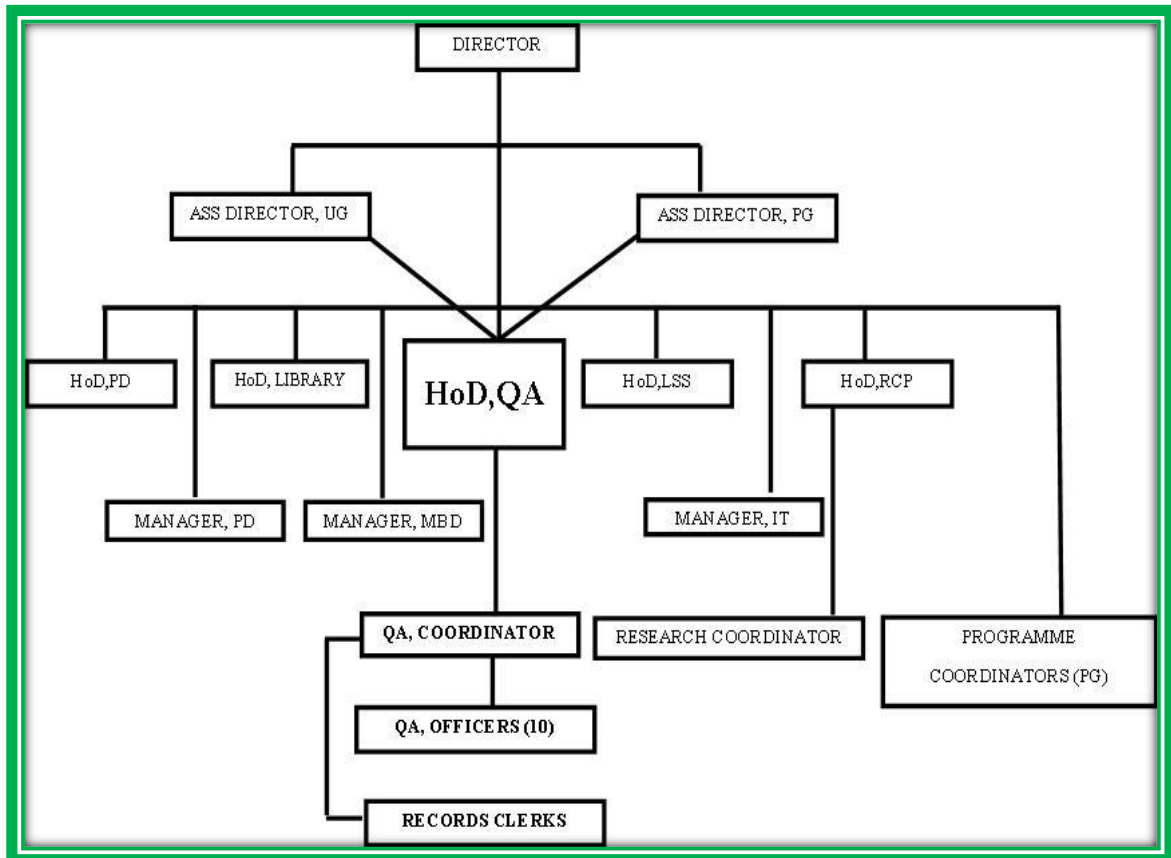 DIRECTOR
ASS DIRECTOR, UG
ASS DIRECTOR, PG
HoD,PD
HoD, LIBRARY
HoD,QA
HoD,LSS
HoD,RCP
MANAGER, PD
MANAGER, MBD
MANAGER, IT
QA, COORDINATOR
RESEARCH COORDINATOR
PROGRAMME
COORDINATORS (PG)
QA, OFFICERS (10)
RECORDS CLERKS